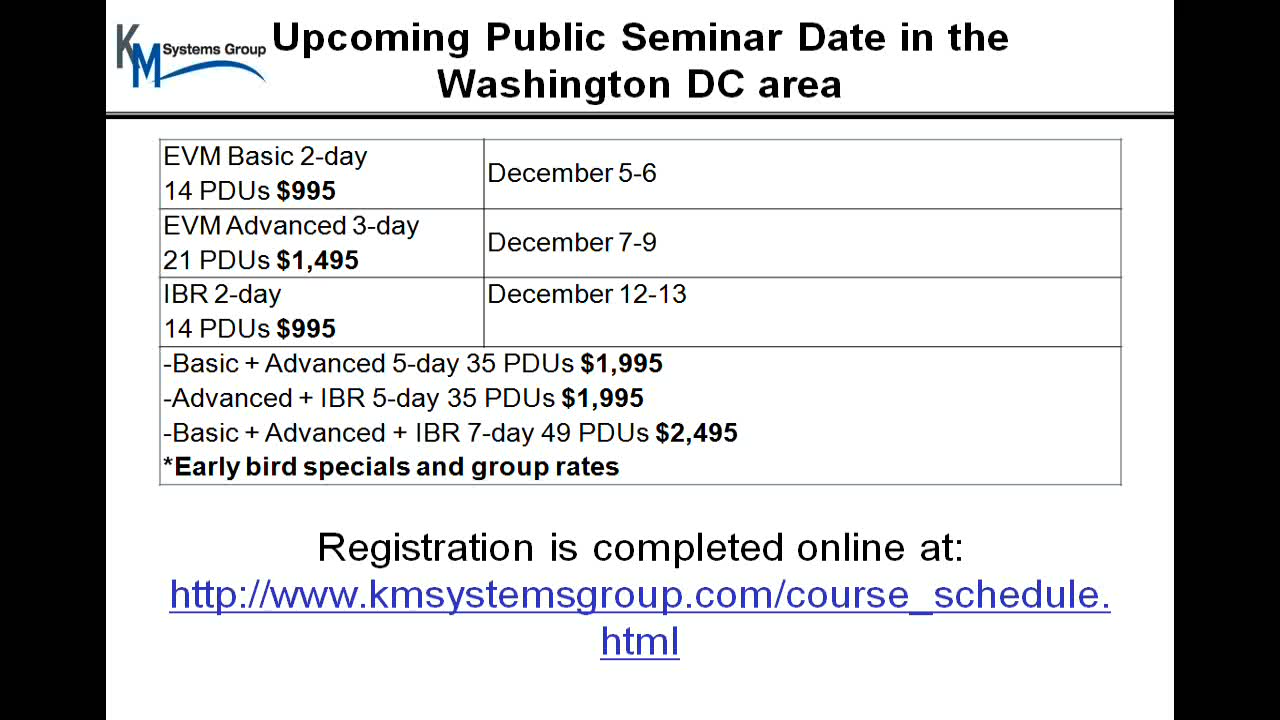 KM Systems Group
Upcoming Public Seminar Date in the
Washington DC area
EVM Basic 2-day
14 PDUs $995
December 5-6
EVM Advanced 3-day
21 PDUs $1,495
December 7-9
IBR 2-day
14 PDUs $995
December 12-13
-Basic + Advanced 5-day 35 PDUs $1,995
-Advanced + IBR 5-day 35 PDUs $1,995
-Basic + Advanced + IBR 7-day 49 PDUs $2,495
*Early bird specials and group rates
Registration is completed online at:
http://www.kmsystemsgroup.com/course_schedule.
html